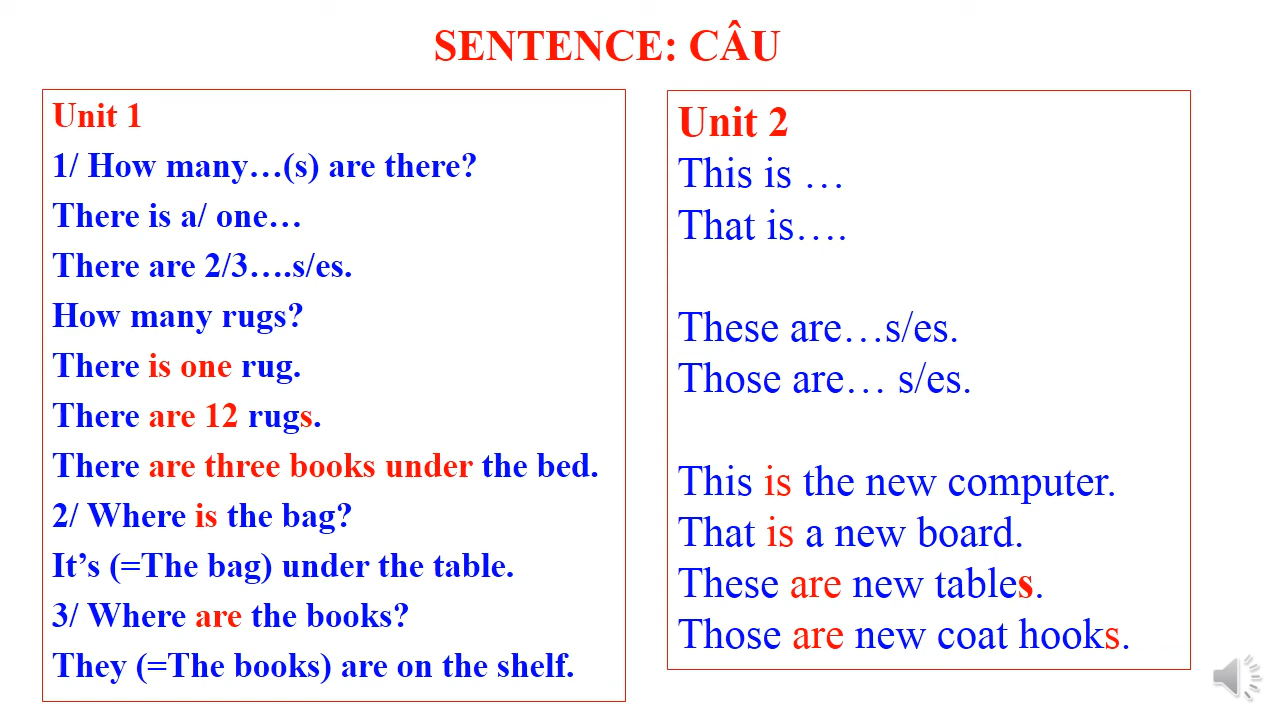 SENTENCE: CÂU
Unit 1
1/ How many…(s) are there?
There is a/ one…
There are 2/3….s/es.
How many rugs?
There is one rug.
There are 12 rugs.
There are three books under the bed.
2/ Where is the bag?
It’s (=The bag) under the table.
3/ Where are the books?
They (=The books) are on the shelf.
Unit 2
This is …
That is….
These are…s/es.
Those are… s/es.
This is the new computer.
That is a new board.
These are new tables.
Those are new coat hooks.